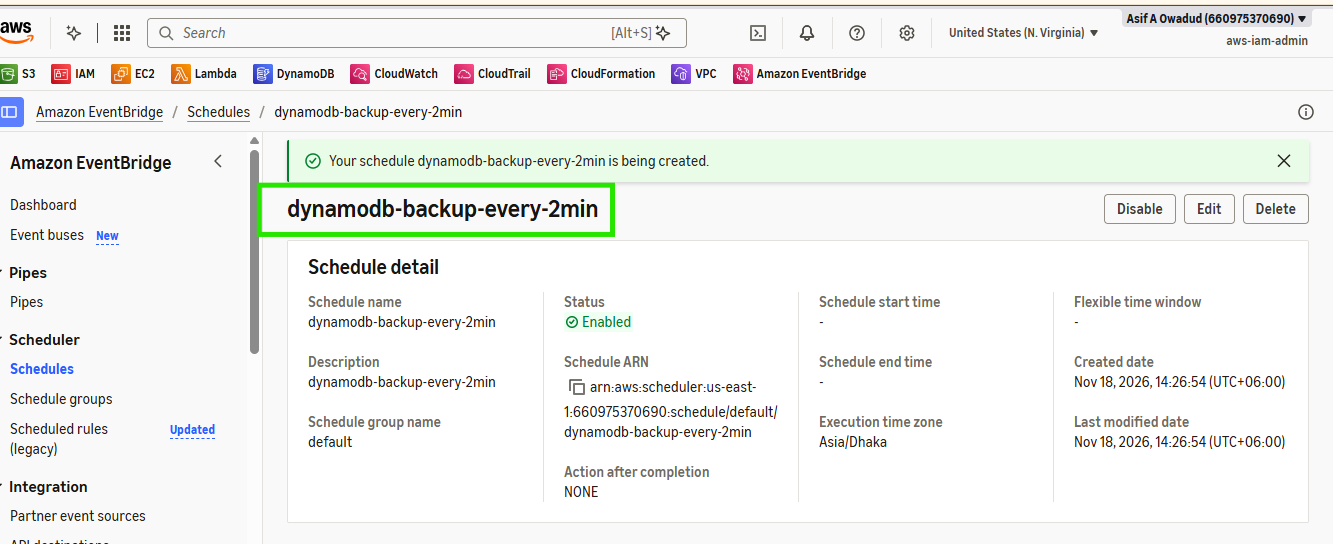 aws
Search
[Alt+S]
United States (N. Virginia)
Asif A Owadud (660975370690)
aws-iam-admin
S3
IAM
EC2
Lambda
DynamoDB
CloudWatch
CloudTrail
CloudFormation
VPC
Amazon EventBridge
Amazon EventBridge / Schedules / dynamodb-backup-every-2min
Amazon EventBridge
Dashboard
Event buses New
Pipes
Pipes
Scheduler
Schedules
Schedule groups
Scheduled rules Updated
(legacy)
Integration
Partner event sources
API destinations
Your schedule dynamodb-backup-every-2min is being created.
dynamodb-backup-every-2min
Disable
Edit
Delete
Schedule detail
Schedule name
dynamodb-backup-every-2min
Description
dynamodb-backup-every-2min
Schedule group name
default
Status
Enabled
Schedule ARN
arn:aws:scheduler:us-east-
1:660975370690:schedule/default/
dynamodb-backup-every-2min
Action after completion
NONE
Schedule start time
-
Schedule end time
-
Execution time zone
Asia/Dhaka
Flexible time window
-
Created date
Nov 18, 2026, 14:26:54 (UTC+06:00)
Last modified date
Nov 18, 2026, 14:26:54 (UTC+06:00)